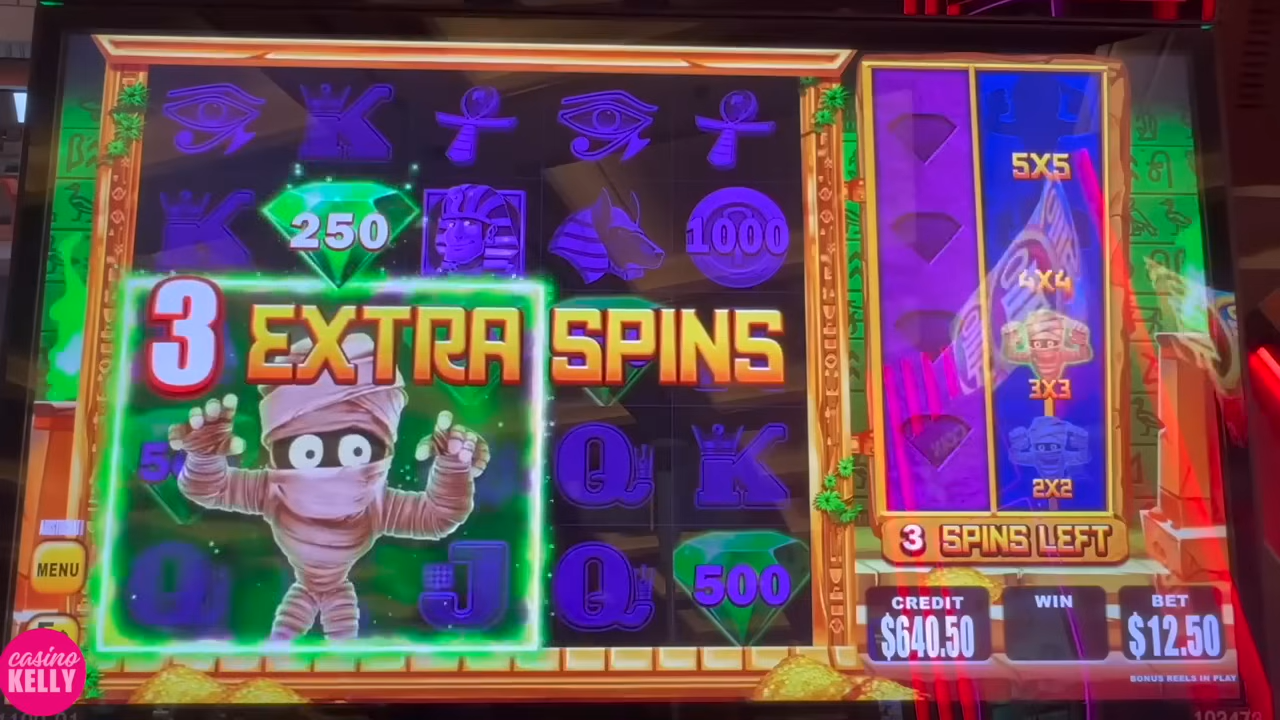 K
K
250
1000
3 EXTRA SPINS
Q
K
Q
J
Q
500
5X5
4X4
3X3
2X2
3 SPINS LEFT
MENU
CREDIT
$640.50
WIN
BET
$12.50
BONUS REELS IN PLAY
casino
KELLY